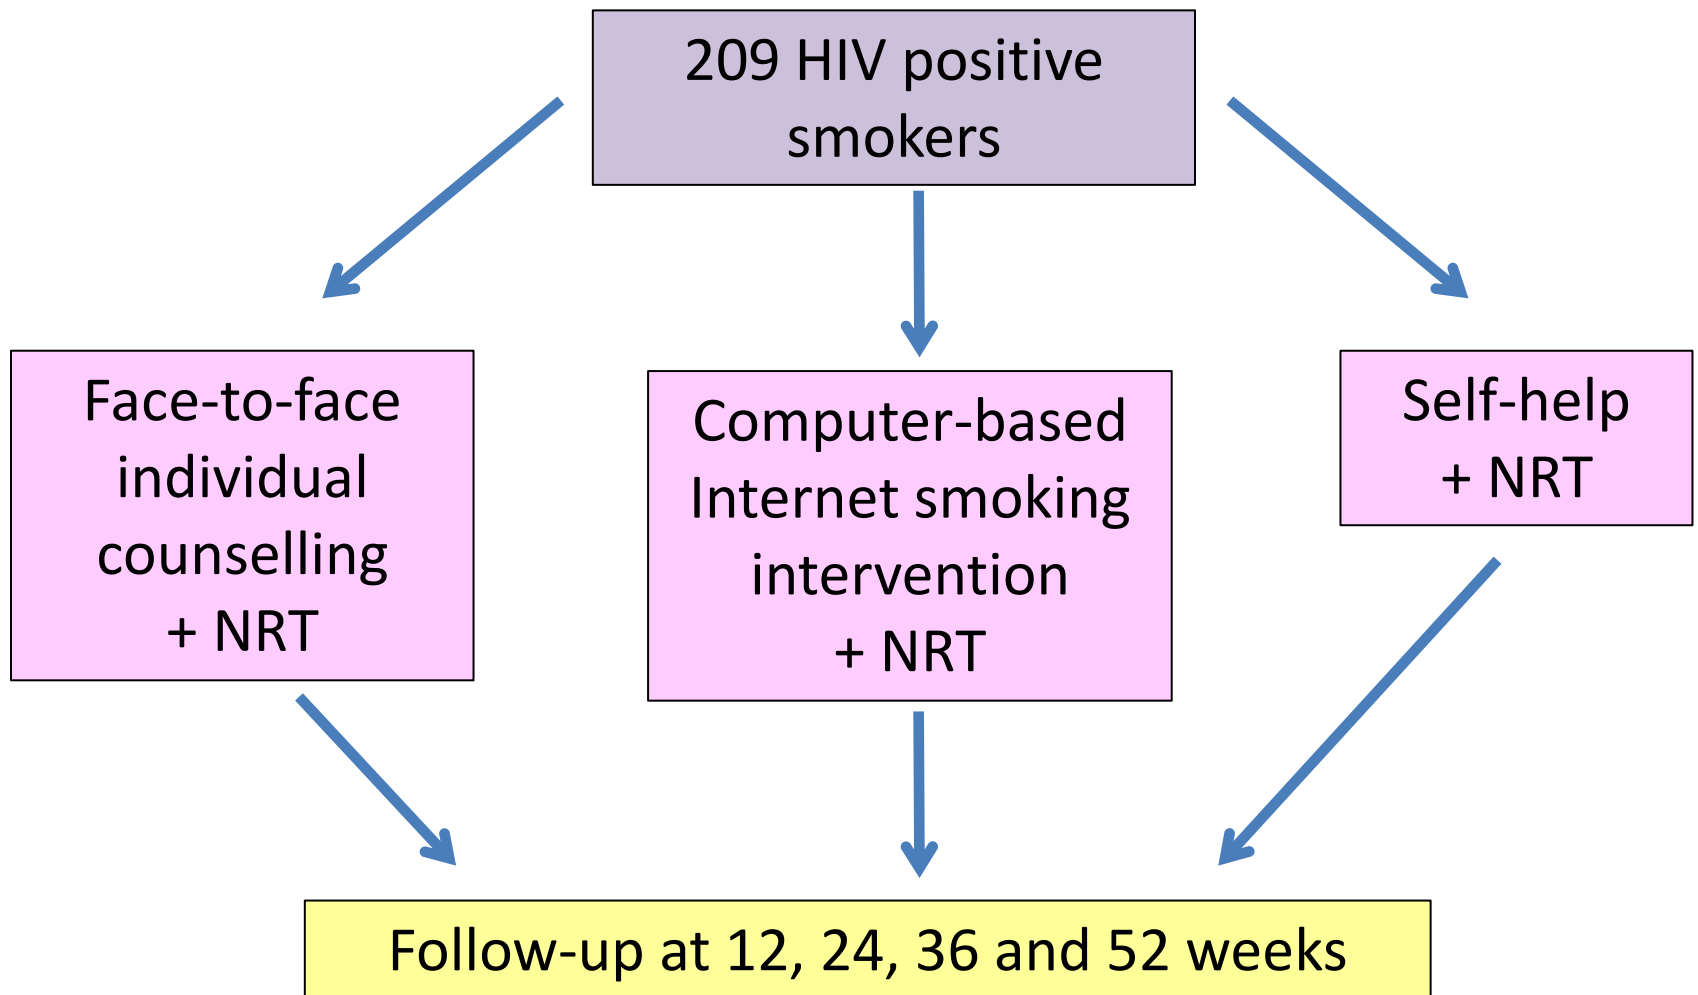 209 HIV positive
smokers
Face-to-face
individual
counselling
+ NRT
Computer-based
Internet smoking
intervention
+ NRT
Self-help
+ NRT
Follow-up at 12, 24, 36 and 52 weeks